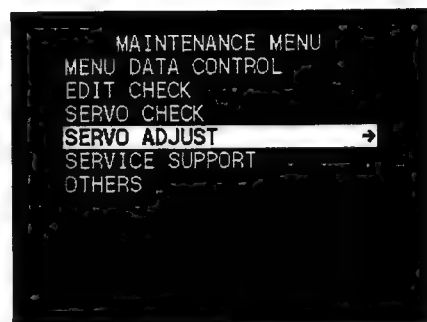 MAINTENANCE MENU
MENU DATA CONTROL
EDIT CHECK
SERVO CHECK
SERVO ADJUST →
SERVICE SUPPORT
OTHERS